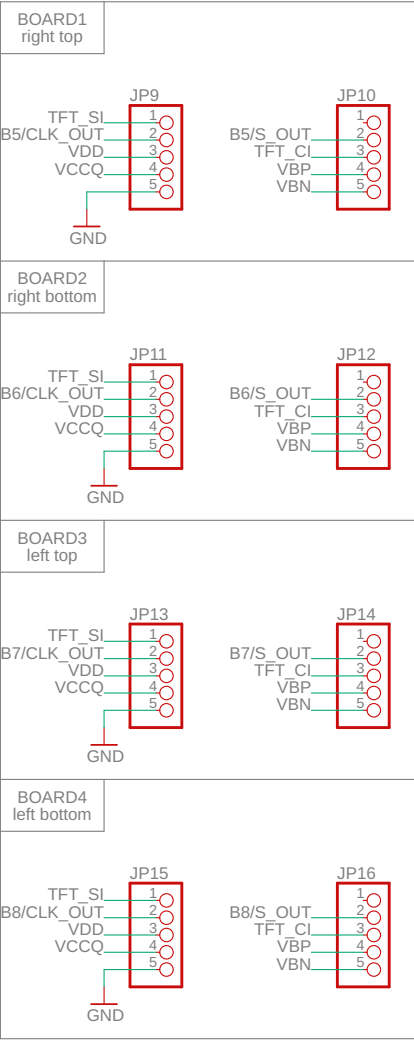 BOARD1
right top
JP9
TFT_SI 1
B5/CLK_OUT 2
VDD 3
VCCQ 4
5
GND
JP10
1
B5/S_OUT 2
TFT_CI 3
VBP 4
VBN 5
BOARD2
right bottom
JP11
TFT_SI 1
B6/CLK_OUT 2
VDD 3
VCCQ 4
5
GND
JP12
1
B6/S_OUT 2
TFT_CI 3
VBP 4
VBN 5
BOARD3
left top
JP13
TFT_SI 1
B7/CLK_OUT 2
VDD 3
VCCQ 4
5
GND
JP14
1
B7/S_OUT 2
TFT_CI 3
VBP 4
VBN 5
BOARD4
left bottom
JP15
TFT_SI 1
B8/CLK_OUT 2
VDD 3
VCCQ 4
5
GND
JP16
1
B8/S_OUT 2
TFT_CI 3
VBP 4
VBN 5